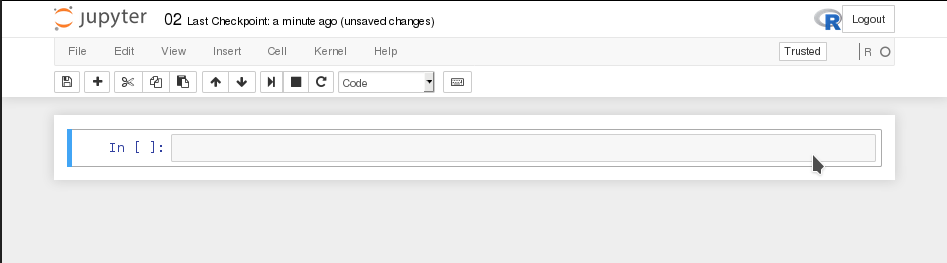 jupyter 02 Last Checkpoint: a minute ago (unsaved changes) R Logout
File Edit View Insert Cell Kernel Help Trusted R
Code
In [ ]: